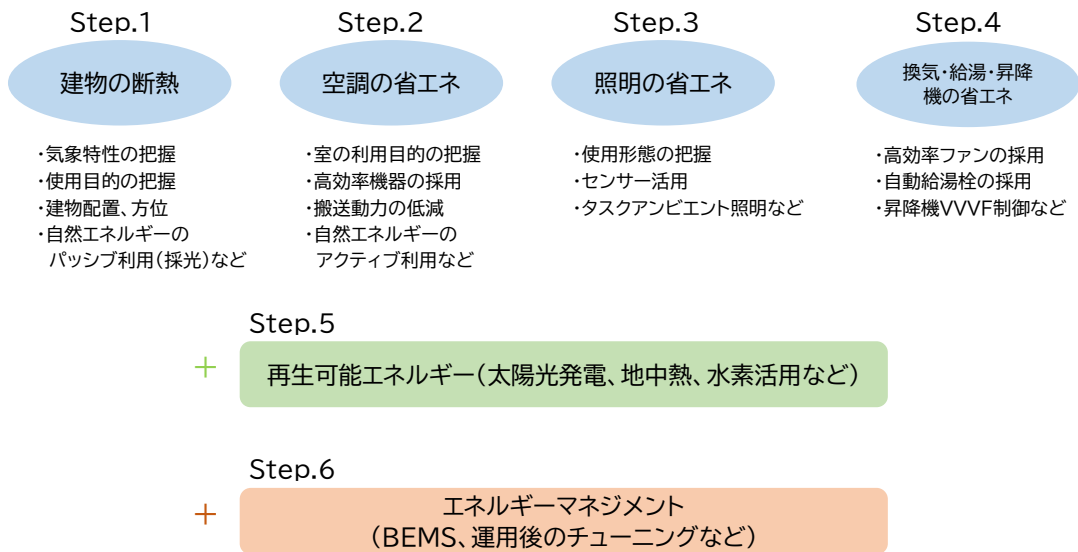 Step.1
建物の断熱
・気象特性の把握
・使用目的の把握
・建物配置、方位
・自然エネルギーの
パッシブ利用(採光)など
Step.2
空調の省エネ
・室の利用目的の把握
・高効率機器の採用
・搬送動力の低減
・自然エネルギーの
アクティブ利用など
Step.3
照明の省エネ
・使用形態の把握
・センサー活用
・タスクアンビエント照明など
Step.4
換気・給湯・昇降
機の省エネ
・高効率ファンの採用
・自動給湯栓の採用
・昇降機VVVF制御など
Step.5
+
再生可能エネルギー(太陽光発電、地中熱、水素活用など)
Step.6
+
エネルギーマネジメント
(BEMS、運用後のチューニングなど)